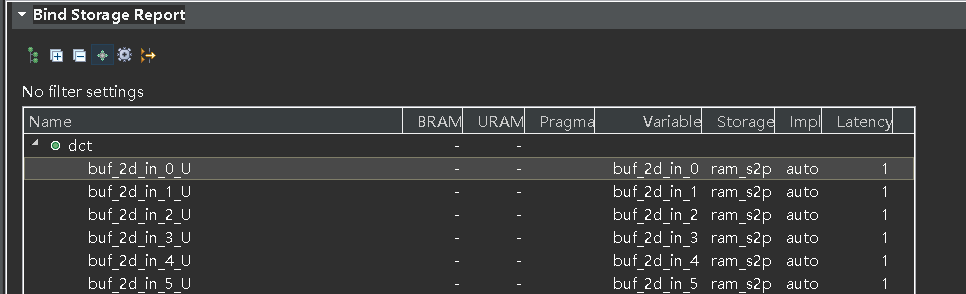 Bind Storage Report
No filter settings
Name BRAM URAM Pragma Variable Storage Impl Latency
dct - -
buf_2d_in_0_U - - buf_2d_in_0 ram_s2p auto 1
buf_2d_in_1_U - - buf_2d_in_1 ram_s2p auto 1
buf_2d_in_2_U - - buf_2d_in_2 ram_s2p auto 1
buf_2d_in_3_U - - buf_2d_in_3 ram_s2p auto 1
buf_2d_in_4_U - - buf_2d_in_4 ram_s2p auto 1
buf_2d_in_5_U - - buf_2d_in_5 ram_s2p auto 1